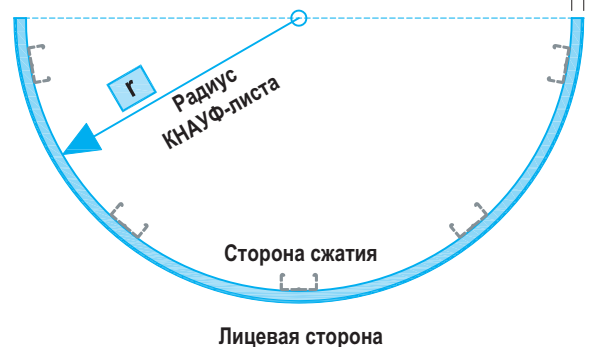 r
Радиус
КНАУФ-листа
Сторона сжатия
Лицевая сторона